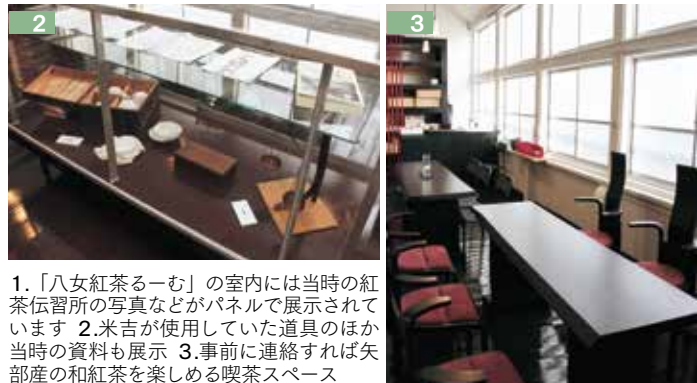 2
3
1.「八女紅茶るーむ」の室内には当時の紅
茶伝習所の写真などがパネルで展示されて
います 2.米吉が使用していた道具のほか
当時の資料も展示 3.事前に連絡すれば矢
部産の和紅茶を楽しめる喫茶スペース